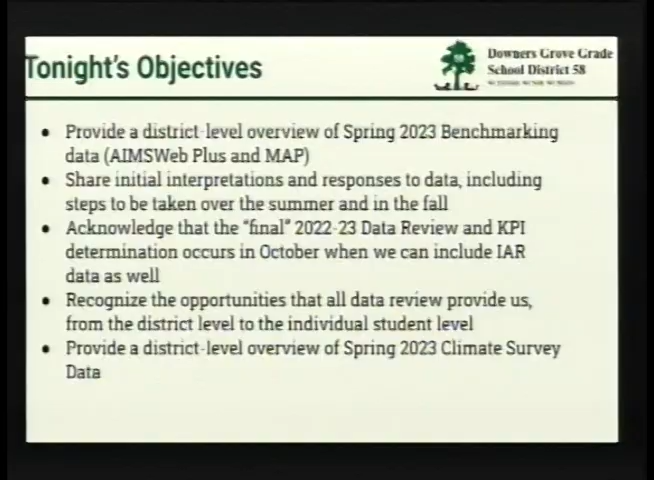 Tonight's Objectives
Downers Grove Grade
School District 58
• Provide a district-level overview of Spring 2023 Benchmarking
data (AIMSWeb Plus and MAP)
• Share initial interpretations and responses to data, including
steps to be taken over the summer and in the fall
• Acknowledge that the "final" 2022-23 Data Review and KPI
determination occurs in October when we can include IAR
data as well
• Recognize the opportunities that all data review provide us,
from the district level to the individual student level
• Provide a district-level overview of Spring 2023 Climate Survey
Data